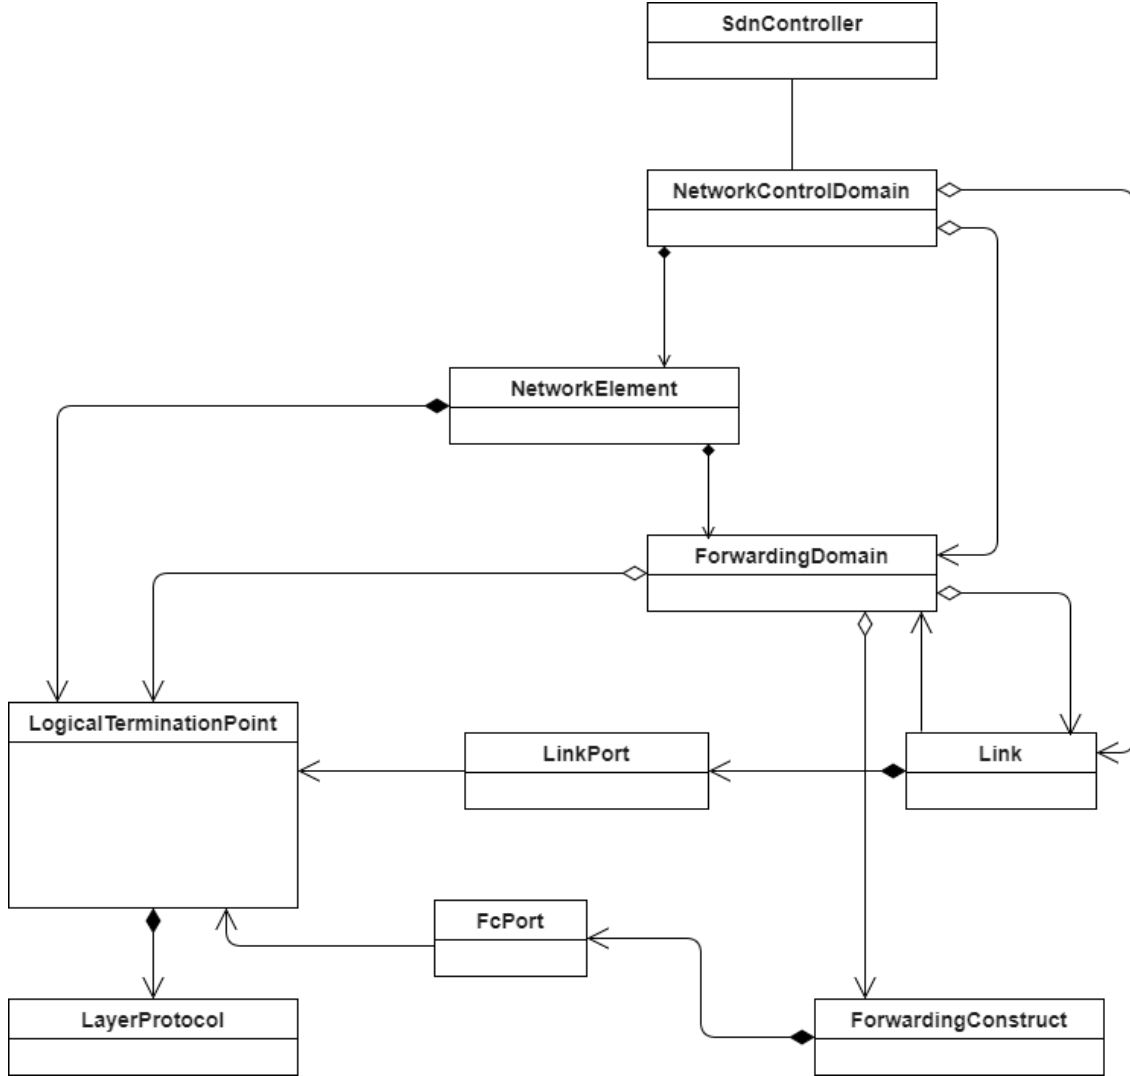 SdnController
NetworkControlDomain
NetworkElement
ForwardingDomain
LogicalTerminationPoint
LinkPort
Link
FcPort
LayerProtocol
ForwardingConstruct